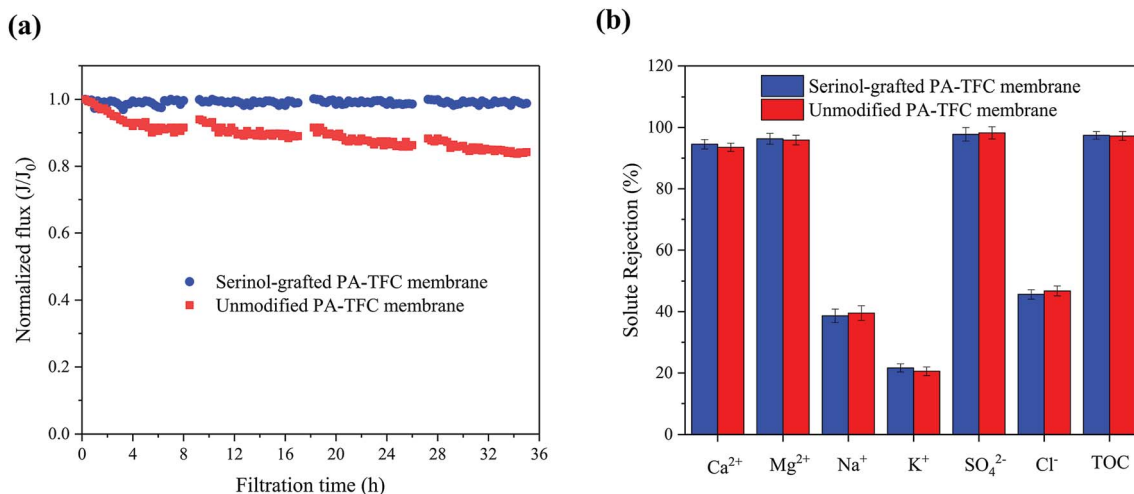 (a)
1.0
0.8
0.6
0.4
0.2
0.0
Normalized flux (J/J₀)
Serinol-grafted PA-TFC membrane
Unmodified PA-TFC membrane
0 4 8 12 16 20 24 28 32 36
Filtration time (h)
(b)
120
100
80
60
40
20
0
Solute Rejection (%)
Serinol-grafted PA-TFC membrane
Unmodified PA-TFC membrane
Ca²⁺ Mg²⁺ Na⁺ K⁺ SO₄²⁻ Cl⁻ TOC